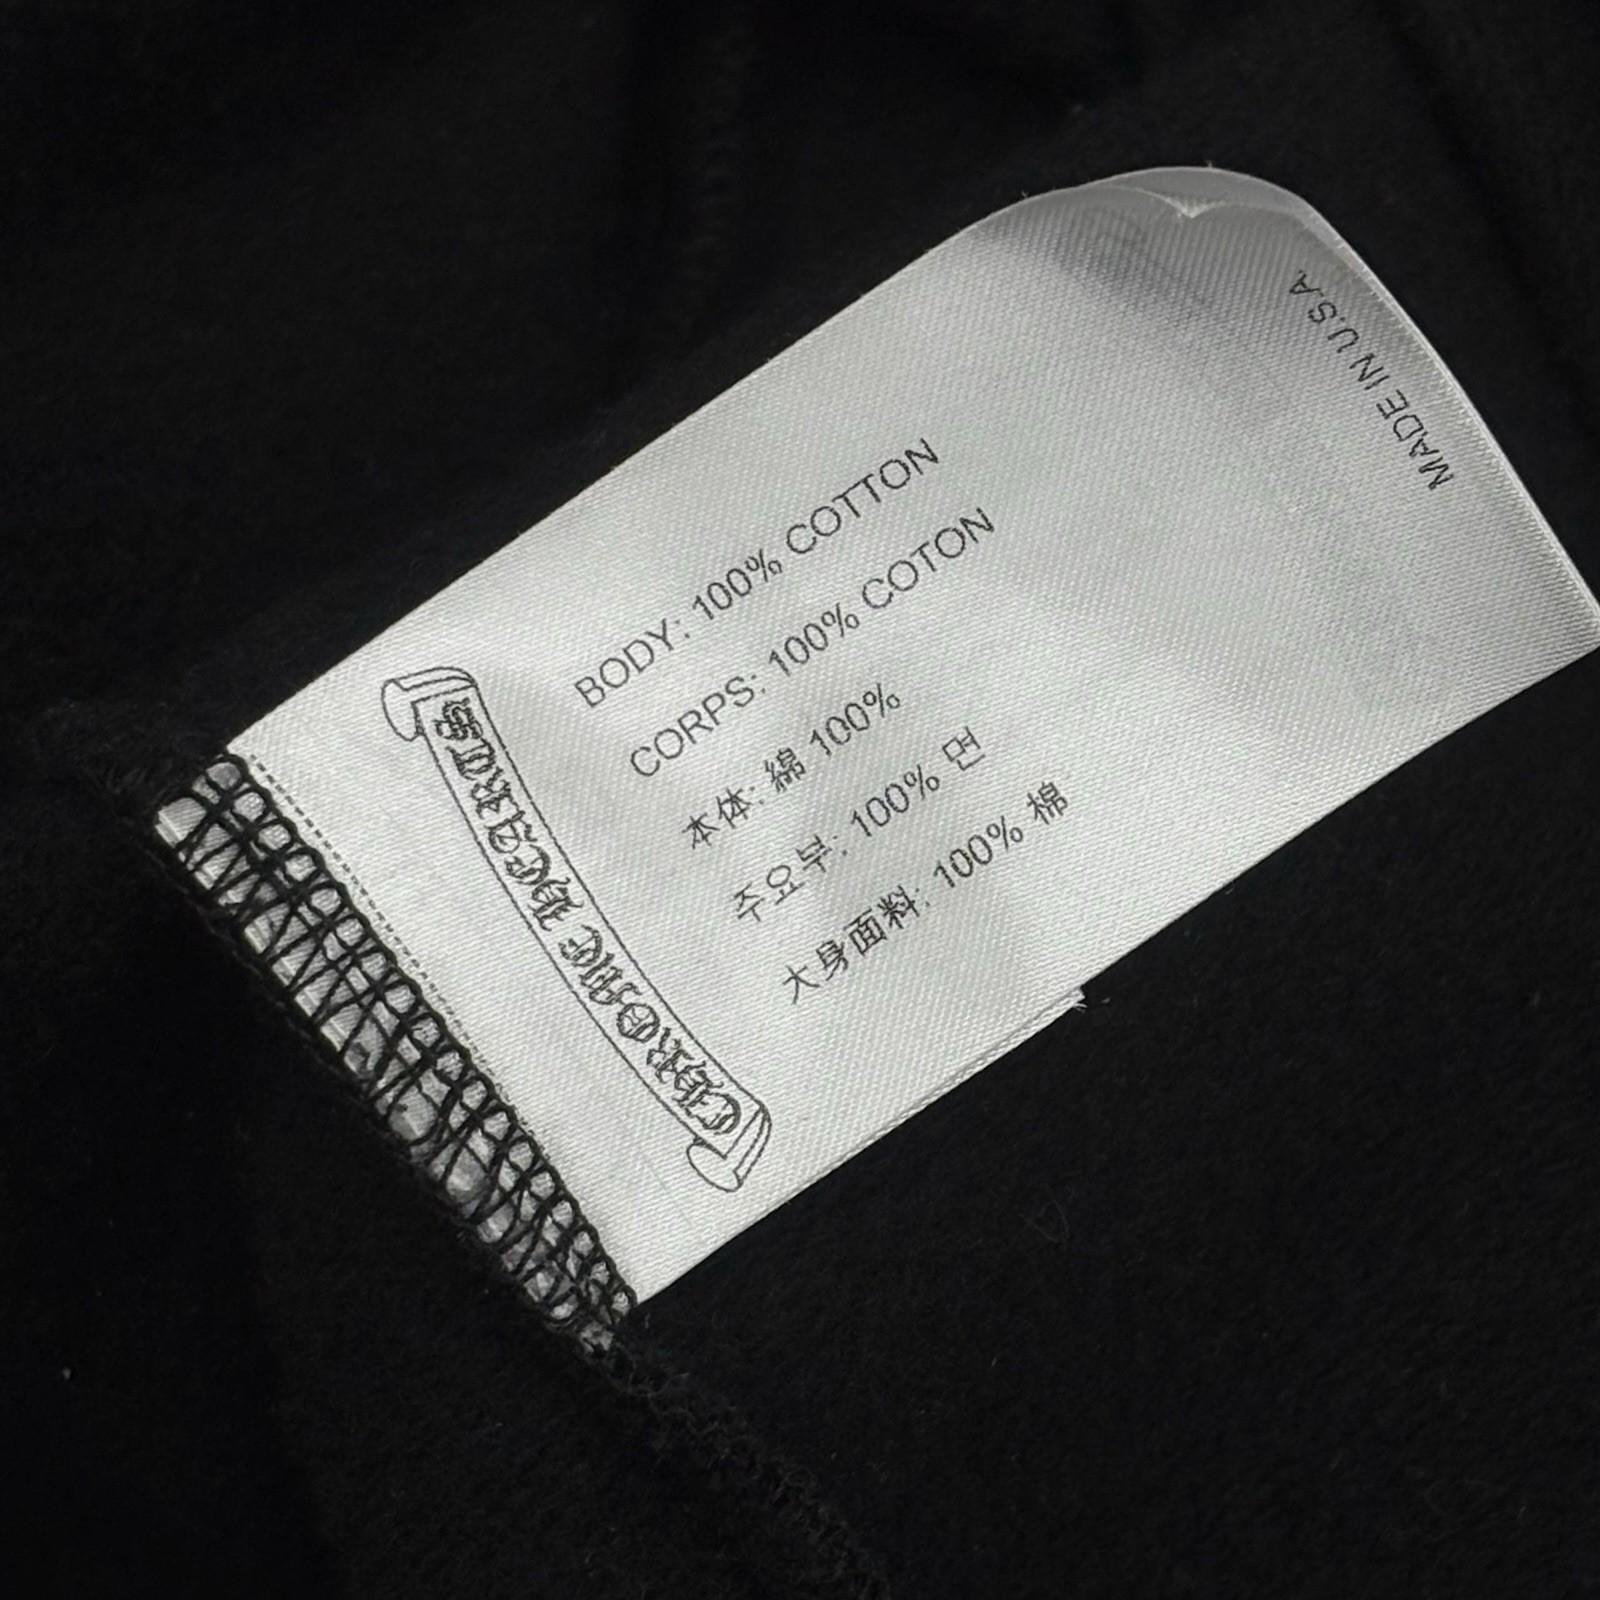 CHROME HEARTS
BODY: 100% COTTON
CORPS: 100% COTON
本体: 綿 100%
주요부: 100% 면
大身面料: 100% 棉
MADE IN U.S.A